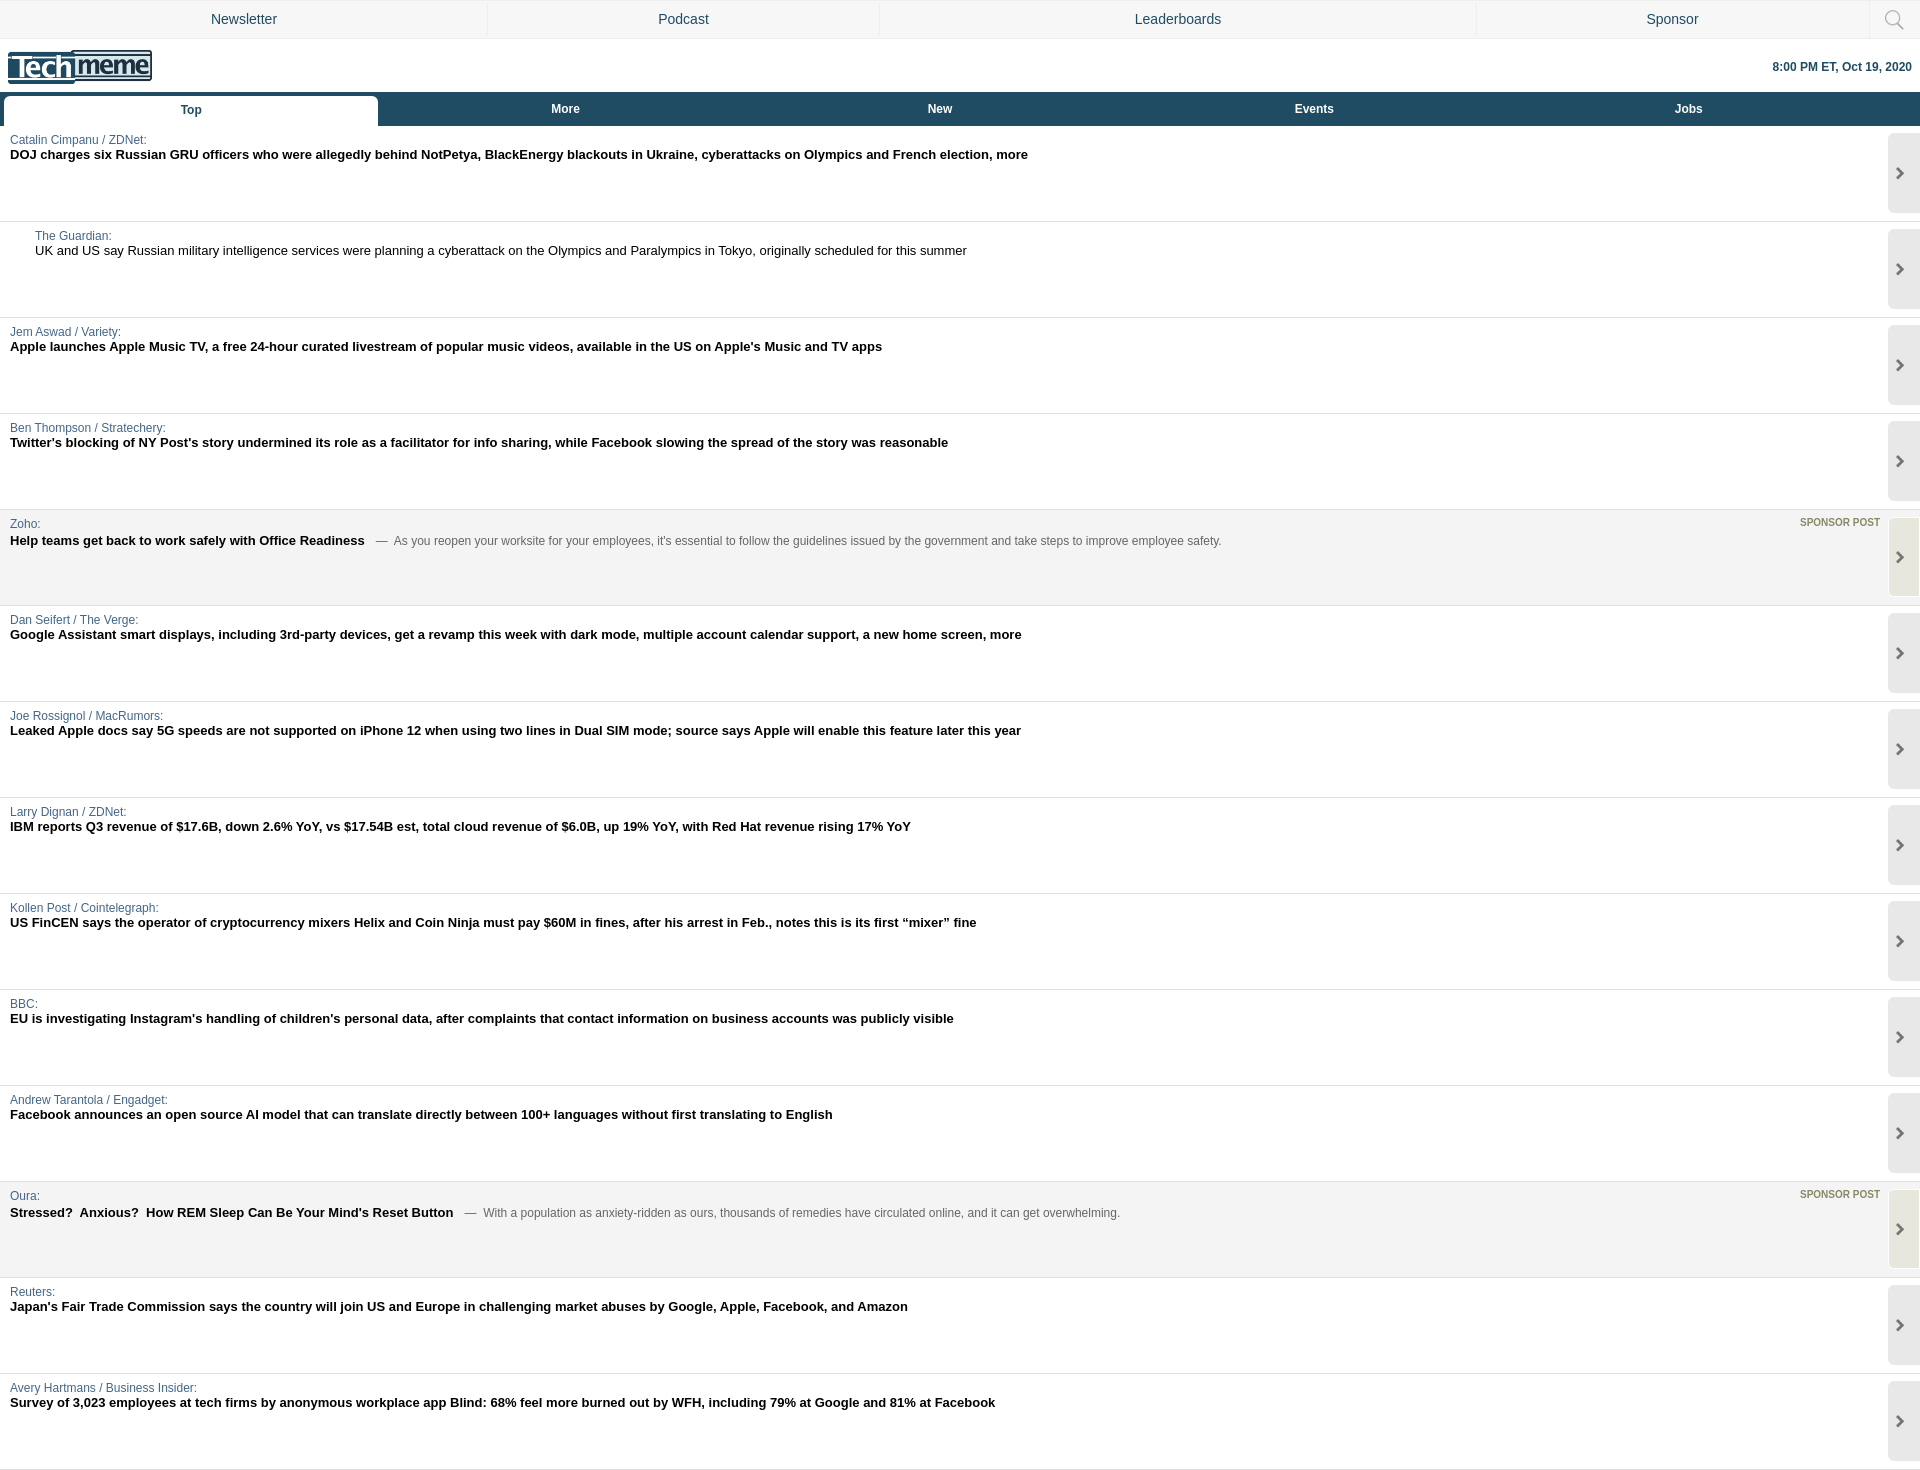 Newsletter
Podcast
Leaderboards
Sponsor
Techmeme
8:00 PM ET, Oct 19, 2020
Top
More
New
Events
Jobs
Catalin Cimpanu / ZDNet:
DOJ charges six Russian GRU officers who were allegedly behind NotPetya, BlackEnergy blackouts in Ukraine, cyberattacks on Olympics and French election, more
The Guardian:
UK and US say Russian military intelligence services were planning a cyberattack on the Olympics and Paralympics in Tokyo, originally scheduled for this summer
Jem Aswad / Variety:
Apple launches Apple Music TV, a free 24-hour curated livestream of popular music videos, available in the US on Apple's Music and TV apps
Ben Thompson / Stratechery:
Twitter's blocking of NY Post's story undermined its role as a facilitator for info sharing, while Facebook slowing the spread of the story was reasonable
Zoho:
SPONSOR POST
Help teams get back to work safely with Office Readiness — As you reopen your worksite for your employees, it's essential to follow the guidelines issued by the government and take steps to improve employee safety.
Dan Seifert / The Verge:
Google Assistant smart displays, including 3rd-party devices, get a revamp this week with dark mode, multiple account calendar support, a new home screen, more
Joe Rossignol / MacRumors:
Leaked Apple docs say 5G speeds are not supported on iPhone 12 when using two lines in Dual SIM mode; source says Apple will enable this feature later this year
Larry Dignan / ZDNet:
IBM reports Q3 revenue of $17.6B, down 2.6% YoY, vs $17.54B est, total cloud revenue of $6.0B, up 19% YoY, with Red Hat revenue rising 17% YoY
Kollen Post / Cointelegraph:
US FinCEN says the operator of cryptocurrency mixers Helix and Coin Ninja must pay $60M in fines, after his arrest in Feb., notes this is its first “mixer” fine
BBC:
EU is investigating Instagram's handling of children's personal data, after complaints that contact information on business accounts was publicly visible
Andrew Tarantola / Engadget:
Facebook announces an open source AI model that can translate directly between 100+ languages without first translating to English
Oura:
SPONSOR POST
Stressed? Anxious? How REM Sleep Can Be Your Mind's Reset Button — With a population as anxiety-ridden as ours, thousands of remedies have circulated online, and it can get overwhelming.
Reuters:
Japan's Fair Trade Commission says the country will join US and Europe in challenging market abuses by Google, Apple, Facebook, and Amazon
Avery Hartmans / Business Insider:
Survey of 3,023 employees at tech firms by anonymous workplace app Blind: 68% feel more burned out by WFH, including 79% at Google and 81% at Facebook